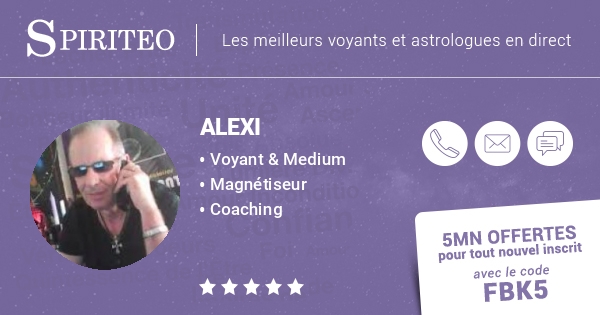 SPIRITEO
Les meilleurs voyants et astrologues en direct
ALEXI
• Voyant & Medium
• Magnétiseur
• Coaching
5MN OFFERTES
pour tout nouvel inscrit
avec le code
FBK5